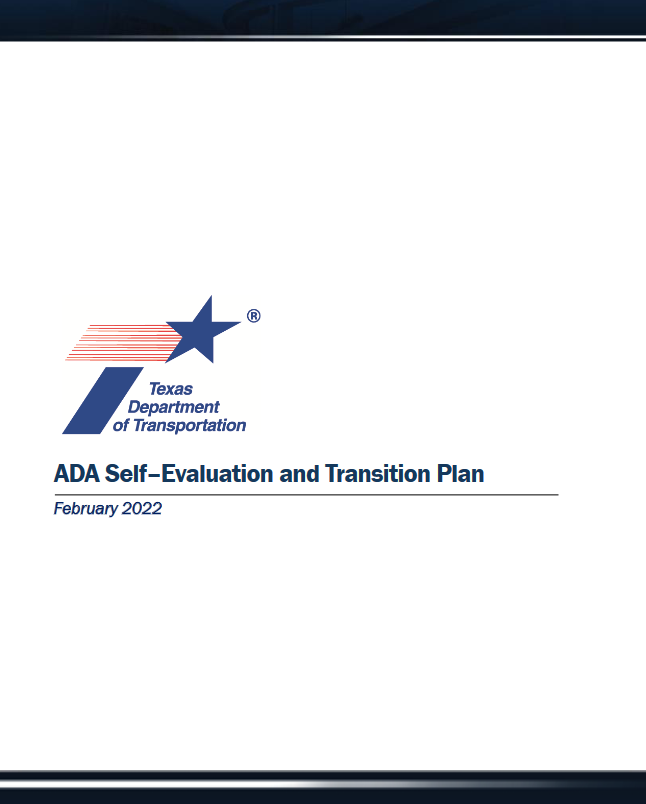 ®
Texas
Department
of Transportation
ADA Self–Evaluation and Transition Plan
February 2022